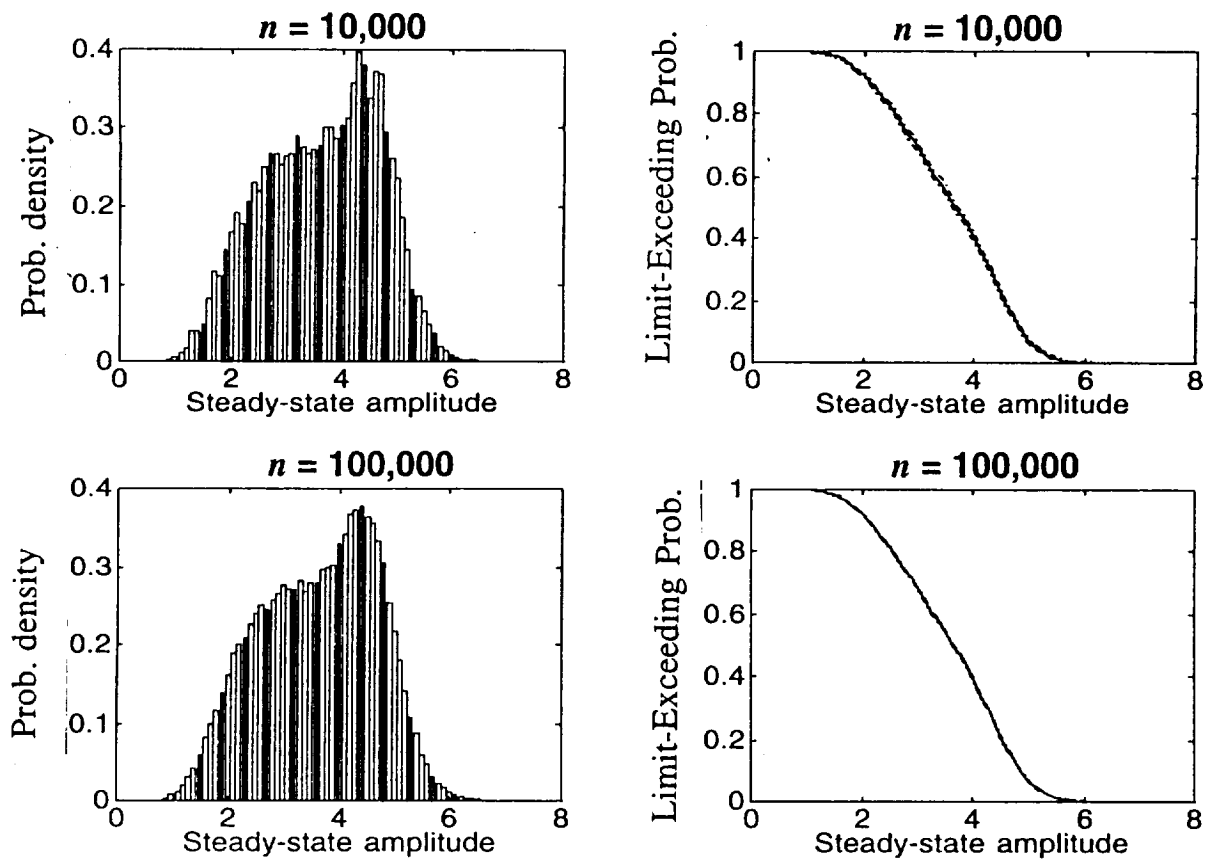 n = 10,000
Prob. density
0.4
0.3
0.2
0.1
0
0 2 4 6 8
Steady-state amplitude
n = 10,000
Limit-Exceeding Prob.
1
0.8
0.6
0.4
0.2
0
0 2 4 6 8
Steady-state amplitude
n = 100,000
Prob. density
0.4
0.3
0.2
0.1
0
0 2 4 6 8
Steady-state amplitude
n = 100,000
Limit-Exceeding Prob.
1
0.8
0.6
0.4
0.2
0
0 2 4 6 8
Steady-state amplitude